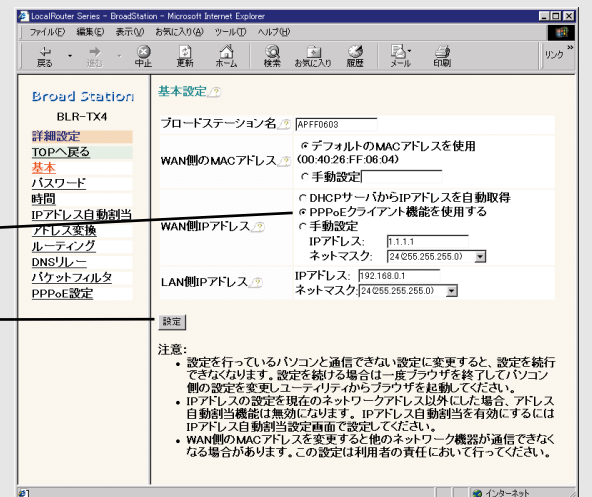 LocalRouter Series - BroadStation - Microsoft Internet Explorer
ファイル(F) 編集(E) 表示(V) お気に入り(A) ツール(T) ヘルプ(H)
戻る 進む 中止 更新 ホーム 検索 お気に入り 履歴 メール 印刷 リンク »
Broad Station
BLR-TX4
詳細設定
TOPへ戻る
基本
パスワード
時間
IPアドレス自動割当
アドレス変換
ルーティング
DNSリレー
パケットフィルタ
PPPoE設定
基本設定
ブロードステーション名 APFF0603
WAN側のMACアドレス
デフォルトのMACアドレスを使用
(00:40:26:FF:06:04)
手動設定
WAN側IPアドレス
DHCPサーバからIPアドレスを自動取得
PPPoEクライアント機能を使用する
手動設定
IPアドレス: 1.1.1.1
ネットマスク: 24(255.255.255.0)
LAN側IPアドレス
IPアドレス: 192.168.0.1
ネットマスク: 24(255.255.255.0)
設定
注意:
• 設定を行っているパソコンと通信できない設定に変更すると、設定を続行
できなくなります。設定を続ける場合は一度ブラウザを終了してパソコン
側の設定を変更しユーティリティからブラウザを起動してください。
• IPアドレスの設定を現在のネットワークアドレス以外にした場合、アドレス
自動割当機能は無効になります。IPアドレス自動割当を有効にするには
IPアドレス自動割当設定画面で設定してください。
• WAN側のMACアドレスを変更すると他のネットワーク機器が通信できなく
なる場合があります。この設定は利用者の責任において行ってください。
インターネット